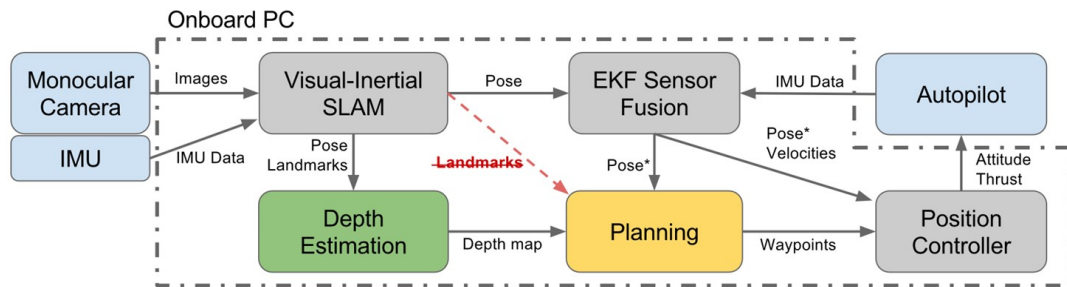 Onboard PC
Monocular
Camera
IMU
Images
IMU Data
Visual-Inertial
SLAM
Pose
Pose
Landmarks
Landmarks
EKF Sensor
Fusion
IMU Data
Autopilot
Pose*
Pose*
Velocities
Attitude
Thrust
Depth
Estimation
Depth map
Planning
Waypoints
Position
Controller